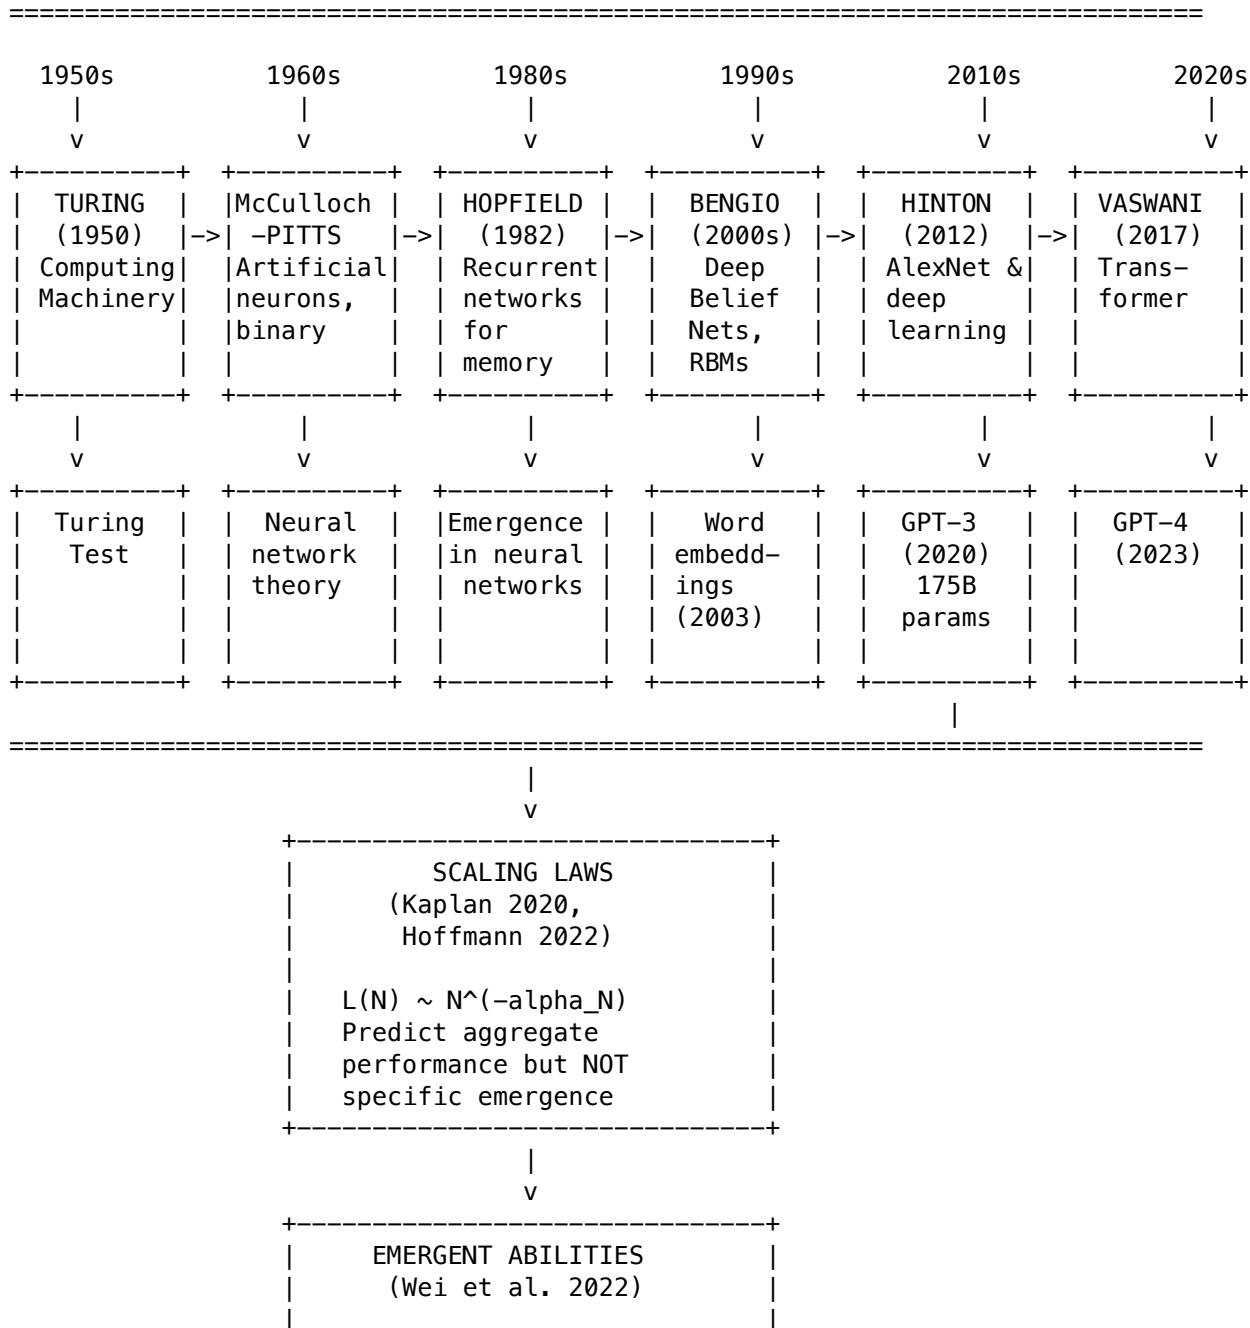 ===============================================================================
  1950s          1960s          1980s          1990s          2010s          2020s
    |              |              |              |              |              |
    v              v              v              v              v              v
+----------+  +----------+  +----------+  +----------+  +----------+  +----------+
|  TURING  |  |McCulloch |  | HOPFIELD |  |  BENGIO  |  |  HINTON  |  | VASWANI  |
|  (1950)  |->| -PITTS   |->|  (1982)  |->|  (2000s) |->|  (2012)  |->|  (2017)  |
| Computing|  |Artificial|  | Recurrent|  |   Deep   |  | AlexNet &|  | Trans-   |
| Machinery|  |neurons,  |  | networks |  |  Belief  |  | deep     |  | former   |
|          |  |binary    |  | for      |  |  Nets,   |  | learning |  |          |
|          |  |          |  | memory   |  |  RBMs    |  |          |  |          |
+----------+  +----------+  +----------+  +----------+  +----------+  +----------+
    |              |              |              |              |              |
    v              v              v              v              v              v
+----------+  +----------+  +----------+  +----------+  +----------+  +----------+
|  Turing  |  |  Neural  |  |Emergence |  |   Word   |  |  GPT-3   |  |  GPT-4   |
|   Test   |  | network  |  |in neural |  | embedd-  |  |  (2020)  |  |  (2023)  |
|          |  | theory   |  | networks |  | ings     |  |   175B   |  |          |
|          |  |          |  |          |  | (2003)   |  |  params  |  |          |
|          |  |          |  |          |  |          |  |          |  |          |
+----------+  +----------+  +----------+  +----------+  +----------+  +----------+
                                                              |
===============================================================================
                                  |
                                  v
                  +-------------------------------+
                  |         SCALING LAWS          |
                  |      (Kaplan 2020,            |
                  |       Hoffmann 2022)          |
                  |                               |
                  |   L(N) ~ N^(-alpha_N)         |
                  |   Predict aggregate           |
                  |   performance but NOT         |
                  |   specific emergence          |
                  +-------------------------------+
                                  |
                                  v
                  +-------------------------------+
                  |     EMERGENT ABILITIES        |
                  |      (Wei et al. 2022)        |
                  |                               |